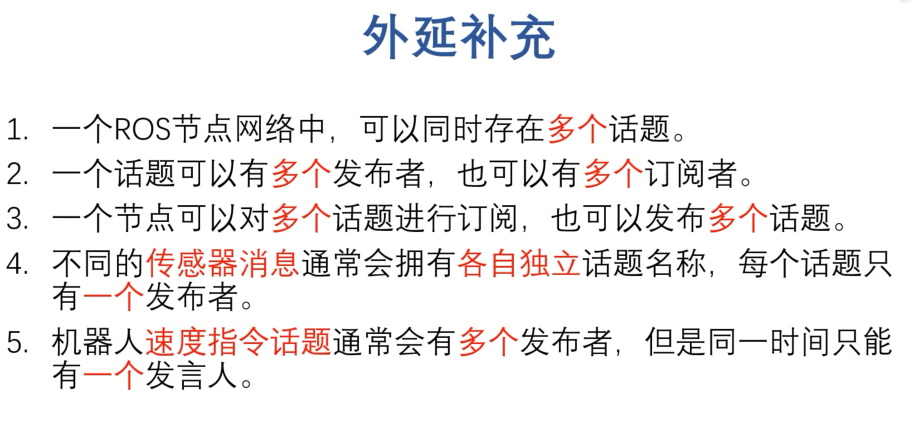 外延补充
1. 一个ROS节点网络中，可以同时存在多个话题。
2. 一个话题可以有多个发布者，也可以有多个订阅者。
3. 一个节点可以对多个话题进行订阅，也可以发布多个话题。
4. 不同的传感器消息通常会拥有各自独立话题名称，每个话题只
有一个发布者。
5. 机器人速度指令话题通常会有多个发布者，但是同一时间只能
有一个发言人。